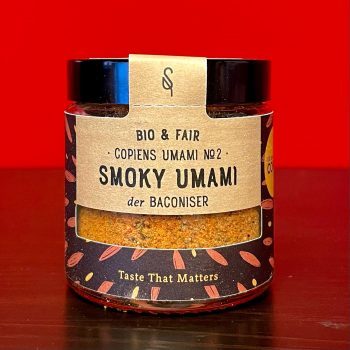 BIO & FAIR
· COPIENS UMAMI Nº2 ·
SMOKY UMAMI
der BACONISER
Taste That Matters